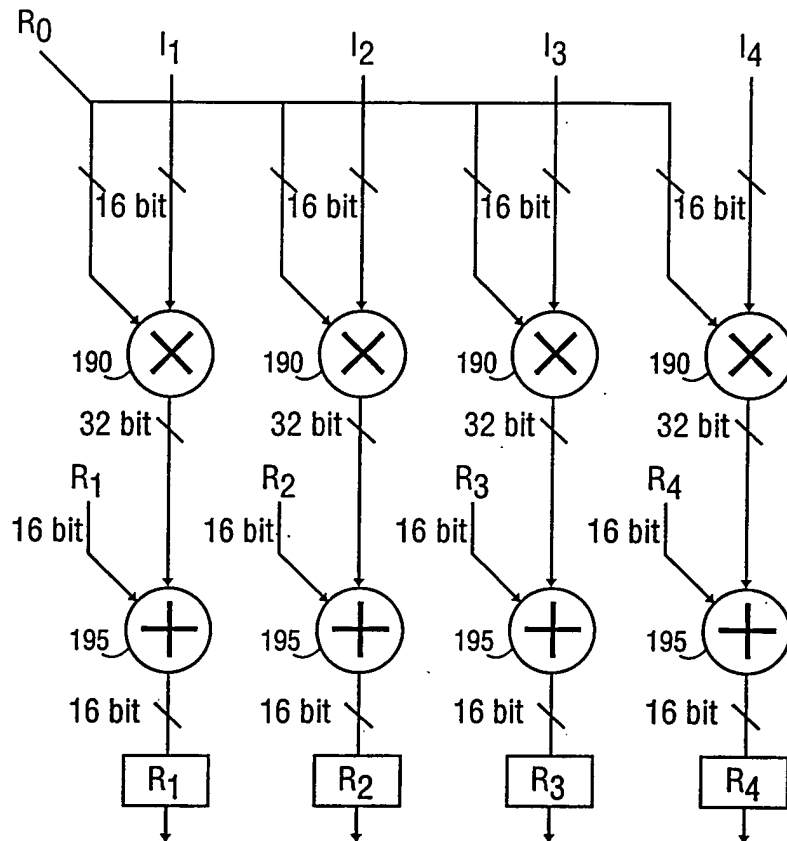 R0
I1 I2 I3 I4
16 bit 16 bit 16 bit 16 bit
190 190 190 190
32 bit 32 bit 32 bit 32 bit
R1 R2 R3 R4
16 bit 16 bit 16 bit 16 bit
195 195 195 195
16 bit 16 bit 16 bit 16 bit
R1 R2 R3 R4